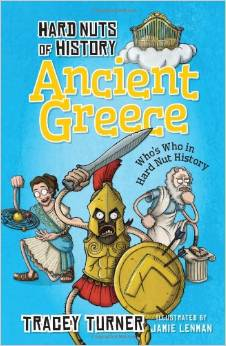 HARD NUTS
OF HISTORY
Ancient
Greece
Who's Who in
Hard Nut History
TRACEY TURNER
ILLUSTRATED BY
JAMIE LENMAN